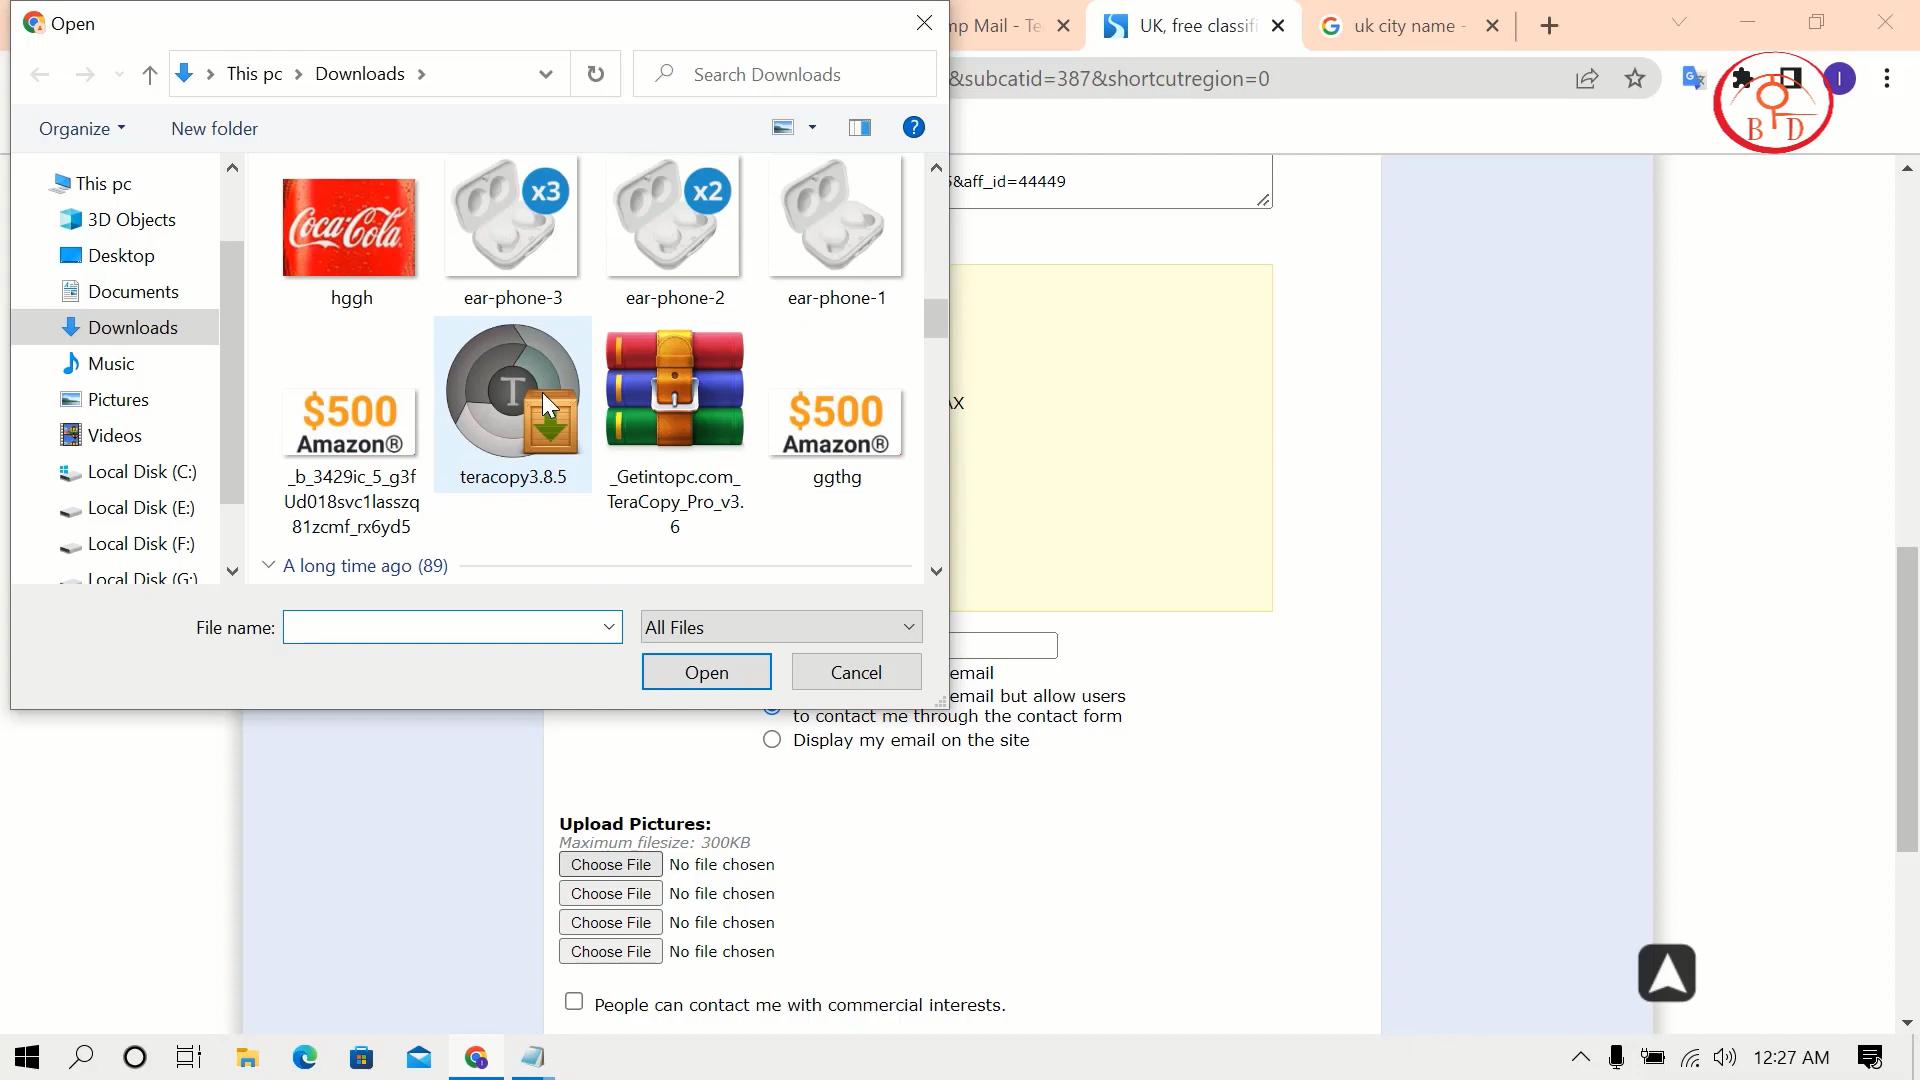 Open
mp Mail - Te
UK, free classifi
uk city name -
This pc
Downloads
Search Downloads
&subcatid=387&shortcutregion=0
I
B D
Organize
New folder
?
This pc
3D Objects
Desktop
Documents
Downloads
Music
Pictures
Videos
Local Disk (C:)
Local Disk (E:)
Local Disk (F:)
Local Disk (G:)
Coca-Cola
x3
x2
hggh
ear-phone-3
ear-phone-2
ear-phone-1
$500
Amazon®
T
$500
Amazon®
_b_3429ic_5_g3f
Ud018svc1lasszq
81zcmf_rx6yd5
teracopy3.8.5
_Getintopc.com_
TeraCopy_Pro_v3.
6
ggthg
A long time ago (89)
File name:
All Files
Open
Cancel
&aff_id=44449
AX
email
email but allow users
to contact me through the contact form
Display my email on the site
Upload Pictures:
Maximum filesize: 300KB
Choose File No file chosen
Choose File No file chosen
Choose File No file chosen
Choose File No file chosen
People can contact me with commercial interests.
12:27 AM